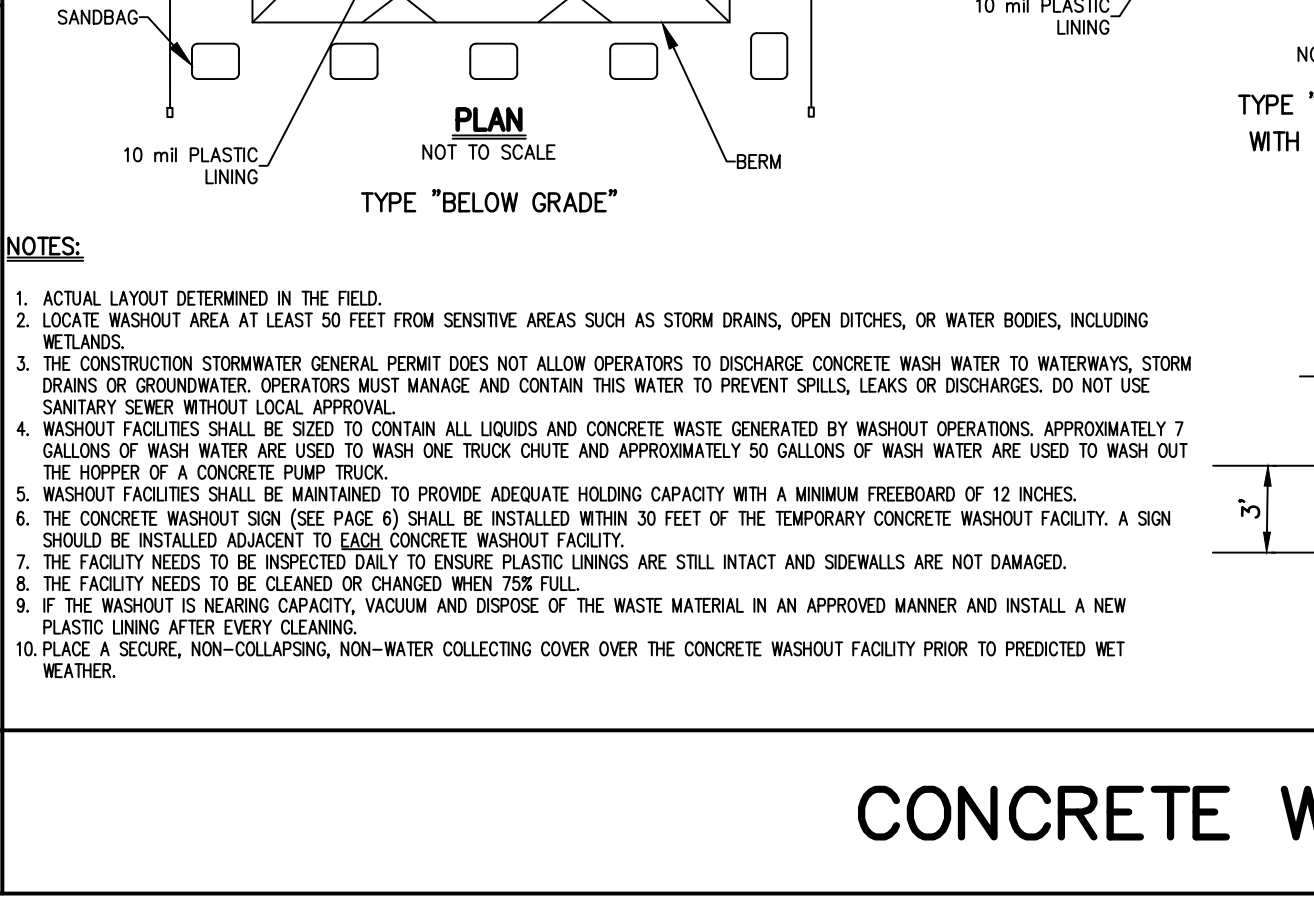 SANDBAG
10 mil PLASTIC
LINING
PLAN
NOT TO SCALE
10 mil PLASTIC
LINING
BERM
TYPE "BELOW GRADE"
TYPE "
WITH
NOTES:
1. ACTUAL LAYOUT DETERMINED IN THE FIELD.
2. LOCATE WASHOUT AREA AT LEAST 50 FEET FROM SENSITIVE AREAS SUCH AS STORM DRAINS, OPEN DITCHES, OR WATER BODIES, INCLUDING
WETLANDS.
3. THE CONSTRUCTION STORMWATER GENERAL PERMIT DOES NOT ALLOW OPERATORS TO DISCHARGE CONCRETE WASH WATER TO WATERWAYS, STORM
DRAINS OR GROUNDWATER. OPERATORS MUST MANAGE AND CONTAIN THIS WATER TO PREVENT SPILLS, LEAKS OR DISCHARGES. DO NOT USE
SANITARY SEWER WITHOUT LOCAL APPROVAL.
4. WASHOUT FACILITIES SHALL BE SIZED TO CONTAIN ALL LIQUIDS AND CONCRETE WASTE GENERATED BY WASHOUT OPERATIONS. APPROXIMATELY 7
GALLONS OF WASH WATER ARE USED TO WASH ONE TRUCK CHUTE AND APPROXIMATELY 50 GALLONS OF WASH WATER ARE USED TO WASH OUT
THE HOPPER OF A CONCRETE PUMP TRUCK.
5. WASHOUT FACILITIES SHALL BE MAINTAINED TO PROVIDE ADEQUATE HOLDING CAPACITY WITH A MINIMUM FREEBOARD OF 12 INCHES.
6. THE CONCRETE WASHOUT SIGN (SEE PAGE 6) SHALL BE INSTALLED WITHIN 30 FEET OF THE TEMPORARY CONCRETE WASHOUT FACILITY. A SIGN
SHOULD BE INSTALLED ADJACENT TO EACH CONCRETE WASHOUT FACILITY.
7. THE FACILITY NEEDS TO BE INSPECTED DAILY TO ENSURE PLASTIC LININGS ARE STILL INTACT AND SIDEWALLS ARE NOT DAMAGED.
8. THE FACILITY NEEDS TO BE CLEANED OR CHANGED WHEN 75% FULL.
9. IF THE WASHOUT IS NEARING CAPACITY, VACUUM AND DISPOSE OF THE WASTE MATERIAL IN AN APPROVED MANNER AND INSTALL A NEW
PLASTIC LINING AFTER EVERY CLEANING.
10. PLACE A SECURE, NON-COLLAPSING, NON-WATER COLLECTING COVER OVER THE CONCRETE WASHOUT FACILITY PRIOR TO PREDICTED WET
WEATHER.
3'
CONCRETE